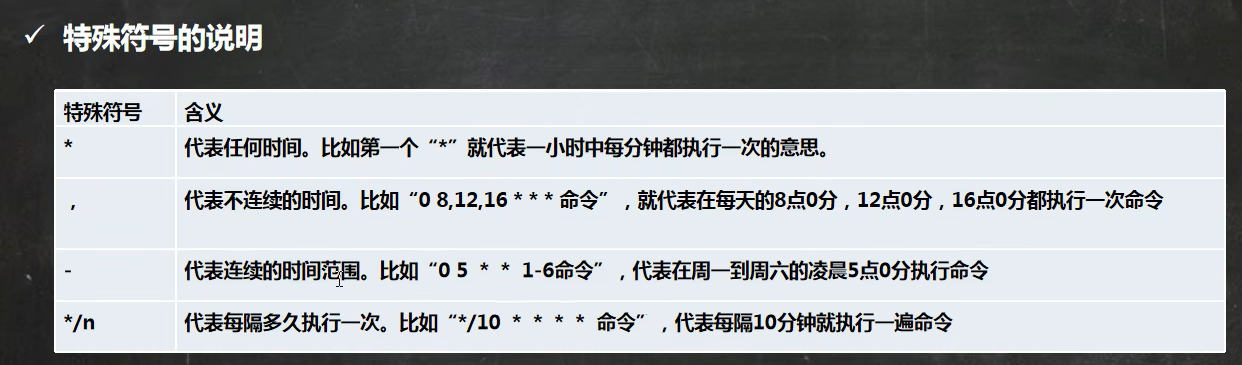 ✓ 特殊符号的说明
特殊符号 含义
* 代表任何时间。比如第一个“*”就代表一小时中每分钟都执行一次的意思。
， 代表不连续的时间。比如“0 8,12,16 * * * 命令”，就代表在每天的8点0分，12点0分，16点0分都执行一次命令
- 代表连续的时间范围。比如“0 5 * * 1-6命令”，代表在周一到周六的凌晨5点0分执行命令
*/n 代表每隔多久执行一次。比如“*/10 * * * * 命令”，代表每隔10分钟就执行一遍命令